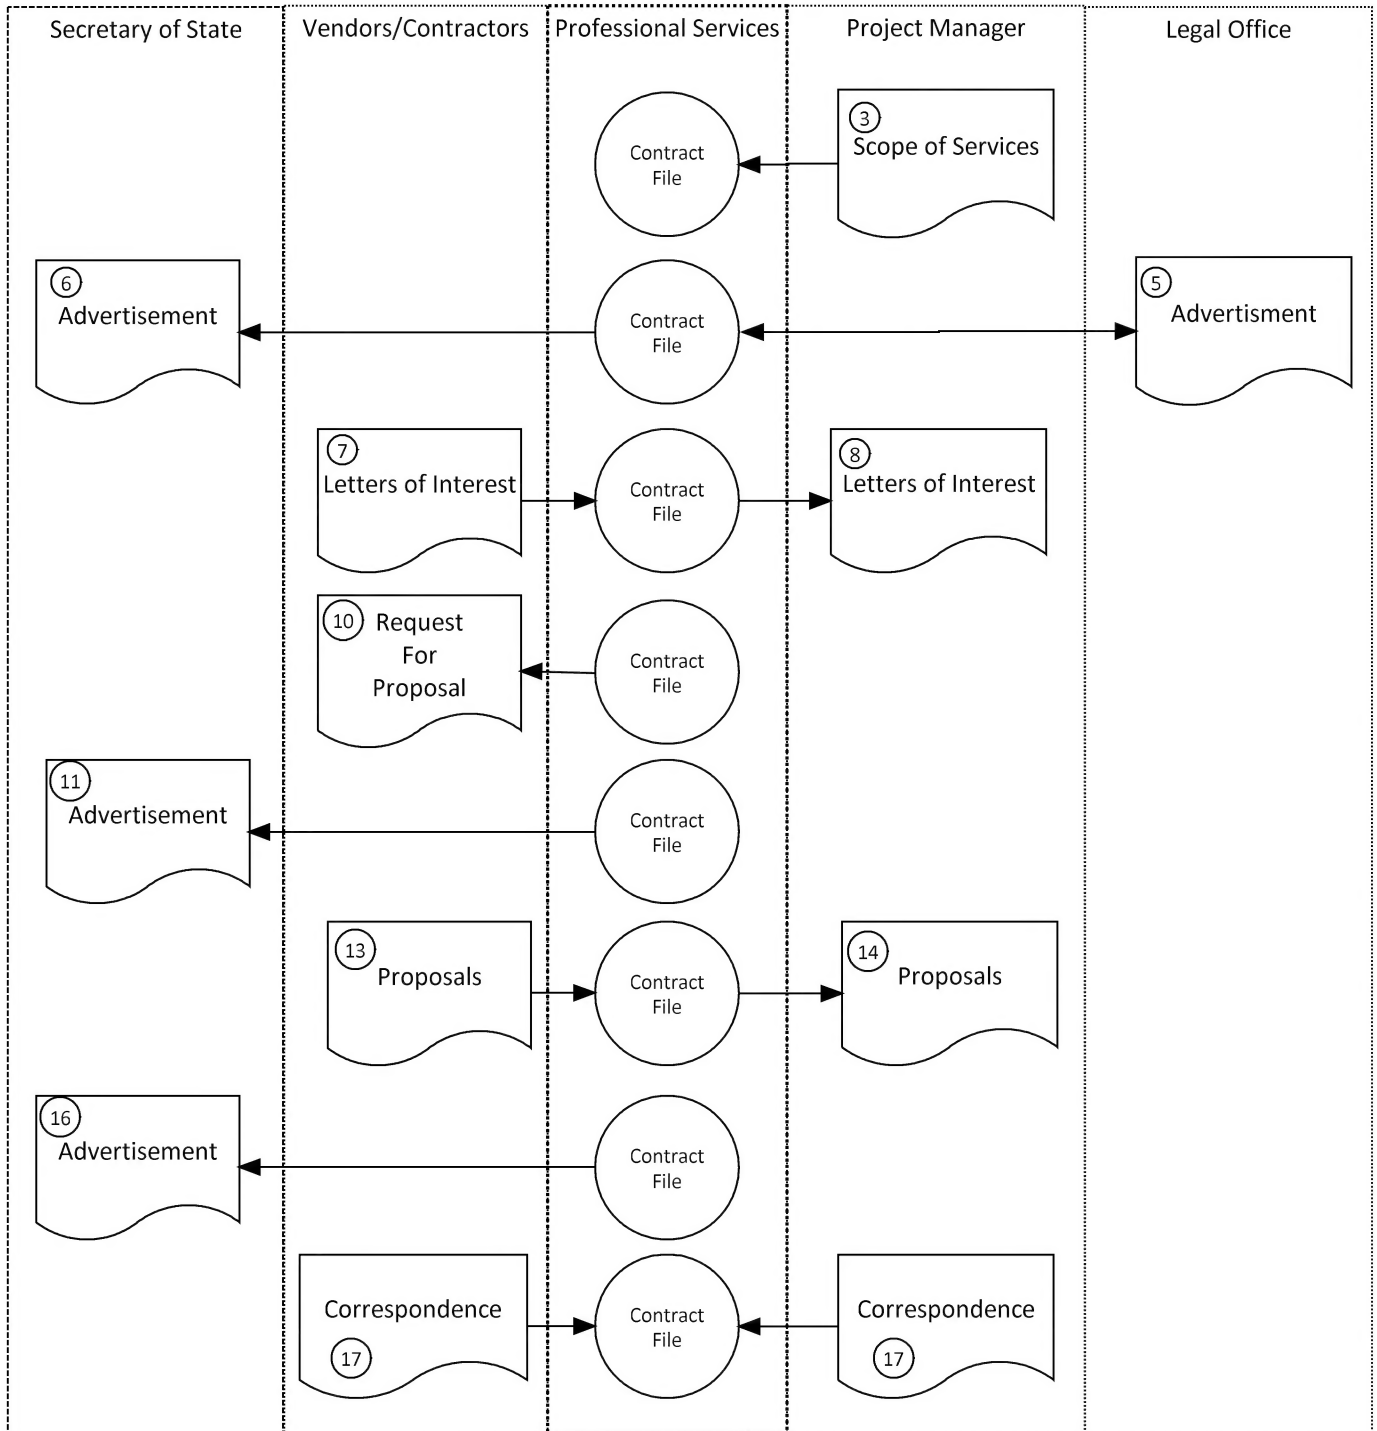 Secretary of State
Vendors/Contractors
Professional Services
Project Manager
Legal Office
Contract
File
3
Scope of Services
6
Advertisement
Contract
File
5
Advertisment
7
Letters of Interest
Contract
File
8
Letters of Interest
10
Request
For
Proposal
Contract
File
11
Advertisement
Contract
File
13
Proposals
Contract
File
14
Proposals
16
Advertisement
Contract
File
Correspondence
17
Contract
File
Correspondence
17